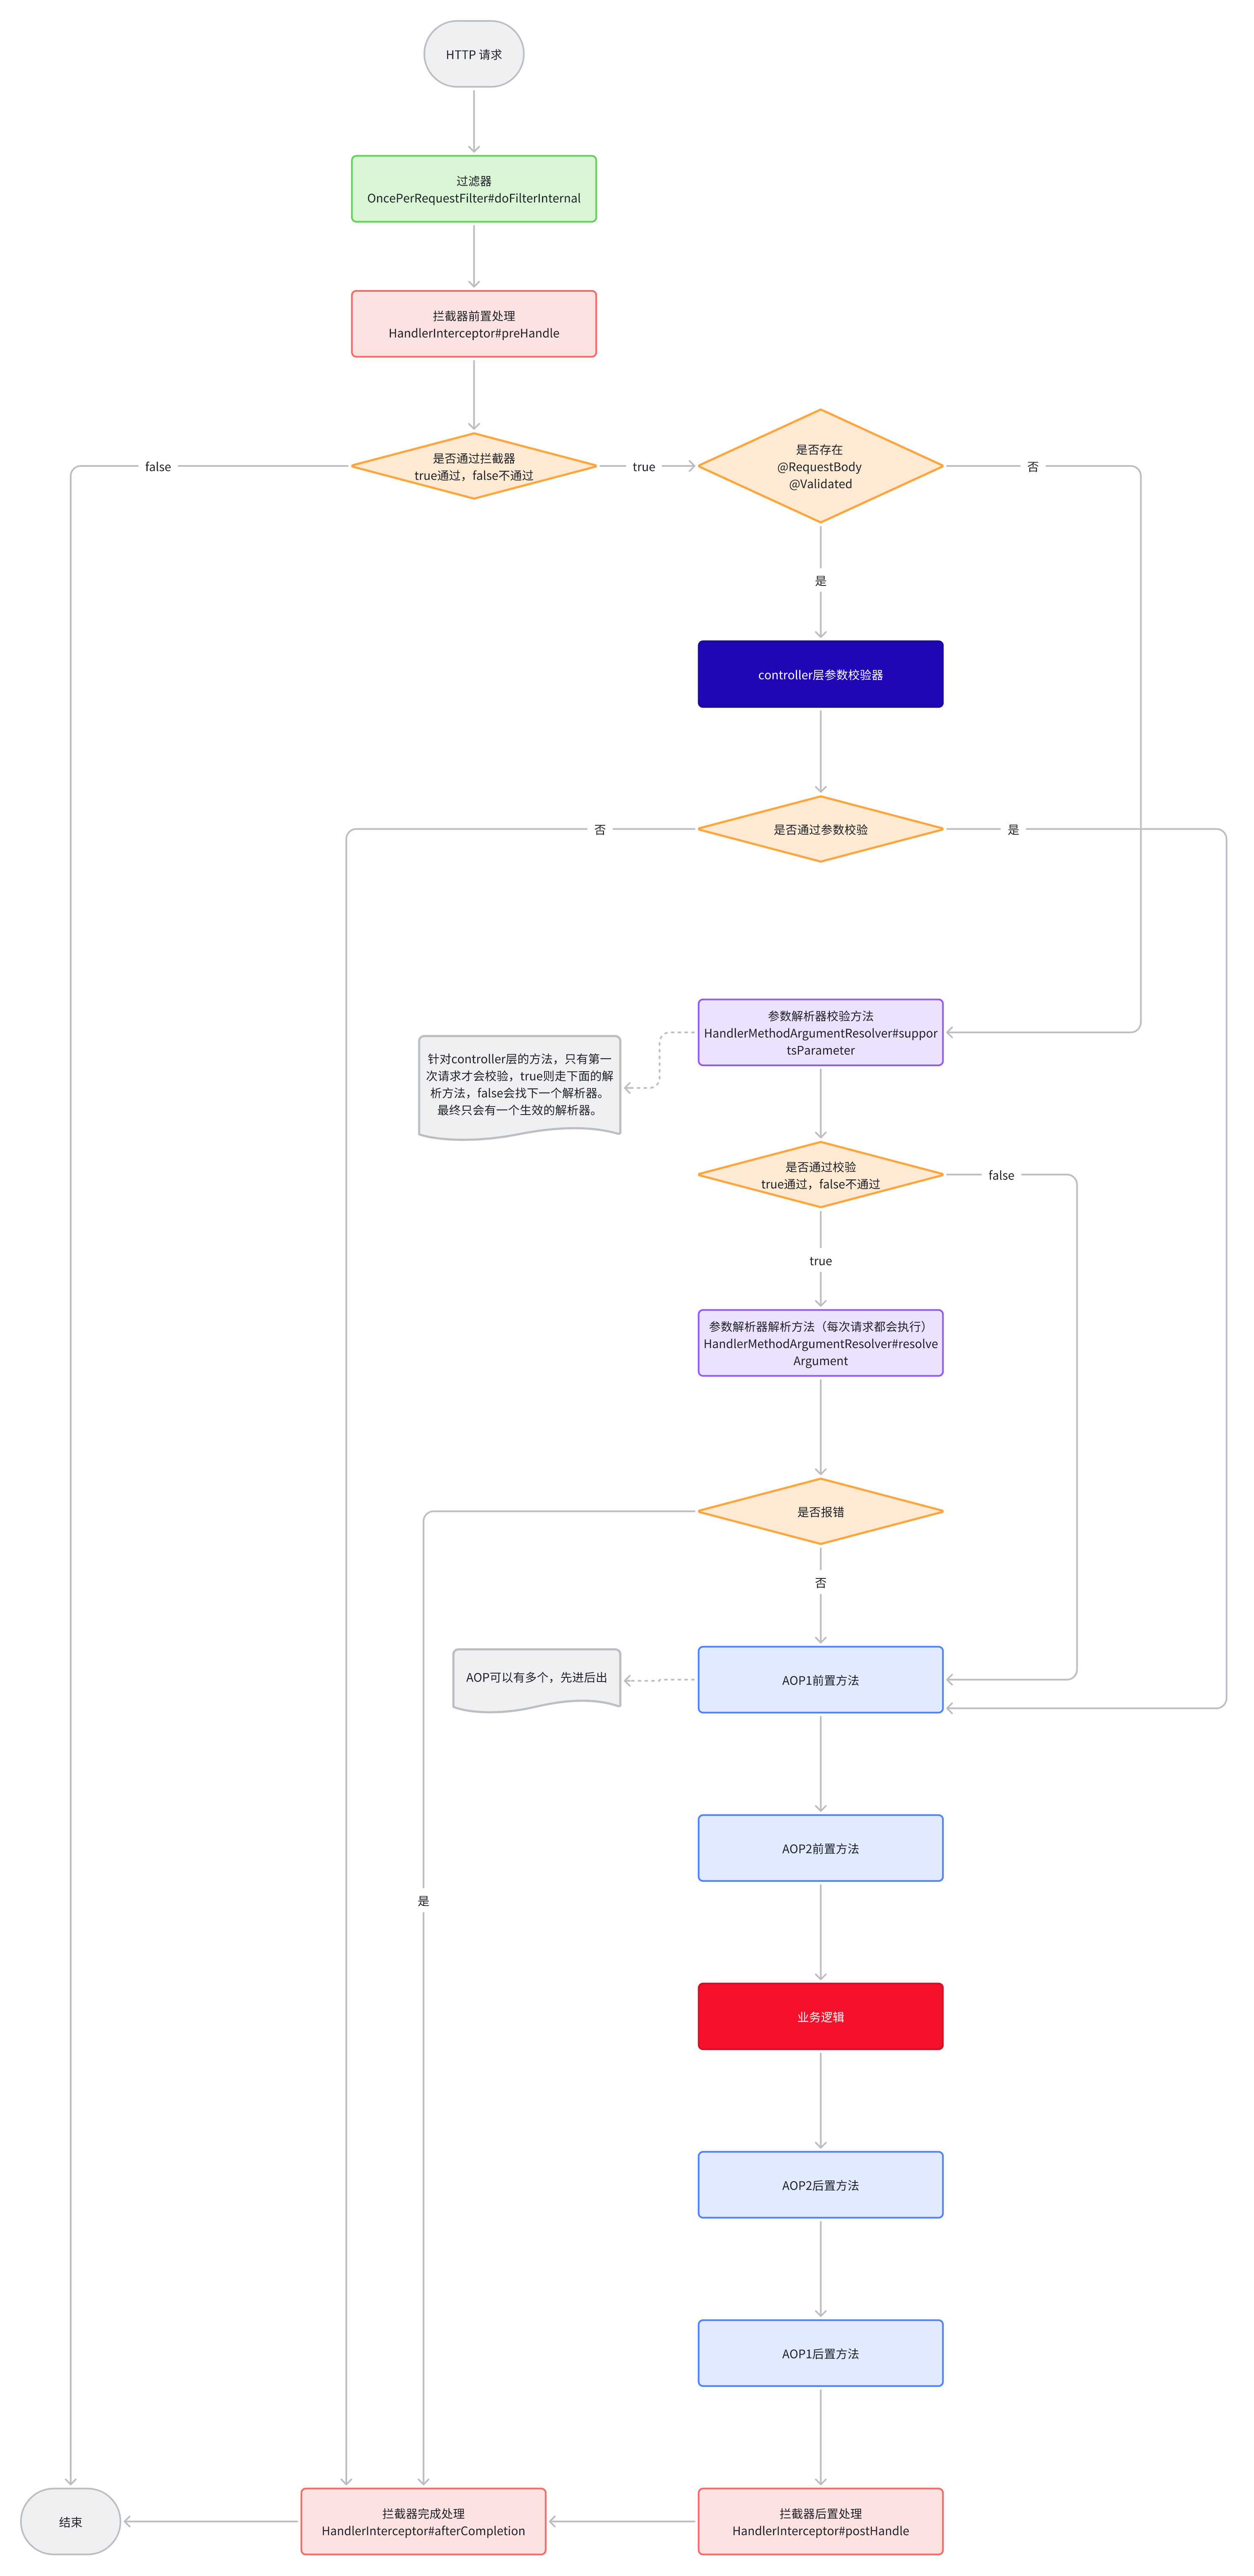 HTTP 请求
过滤器
OncePerRequestFilter#doFilterInternal
拦截器前置处理
HandlerInterceptor#preHandle
是否通过拦截器
true通过，false不通过
false
true
是否存在
@RequestBody
@Validated
否
是
controller层参数校验器
是否通过参数校验
否
是
参数解析器校验方法
HandlerMethodArgumentResolver#suppor
tsParameter
针对controller层的方法，只有第一
次请求才会校验，true则走下面的解
析方法，false会找下一个解析器。
最终只会有一个生效的解析器。
是否通过校验
true通过，false不通过
false
true
参数解析器解析方法（每次请求都会执行）
HandlerMethodArgumentResolver#resolve
Argument
是否报错
否
AOP可以有多个，先进后出
AOP1前置方法
AOP2前置方法
是
业务逻辑
AOP2后置方法
AOP1后置方法
结束
拦截器完成处理
HandlerInterceptor#afterCompletion
拦截器后置处理
HandlerInterceptor#postHandle